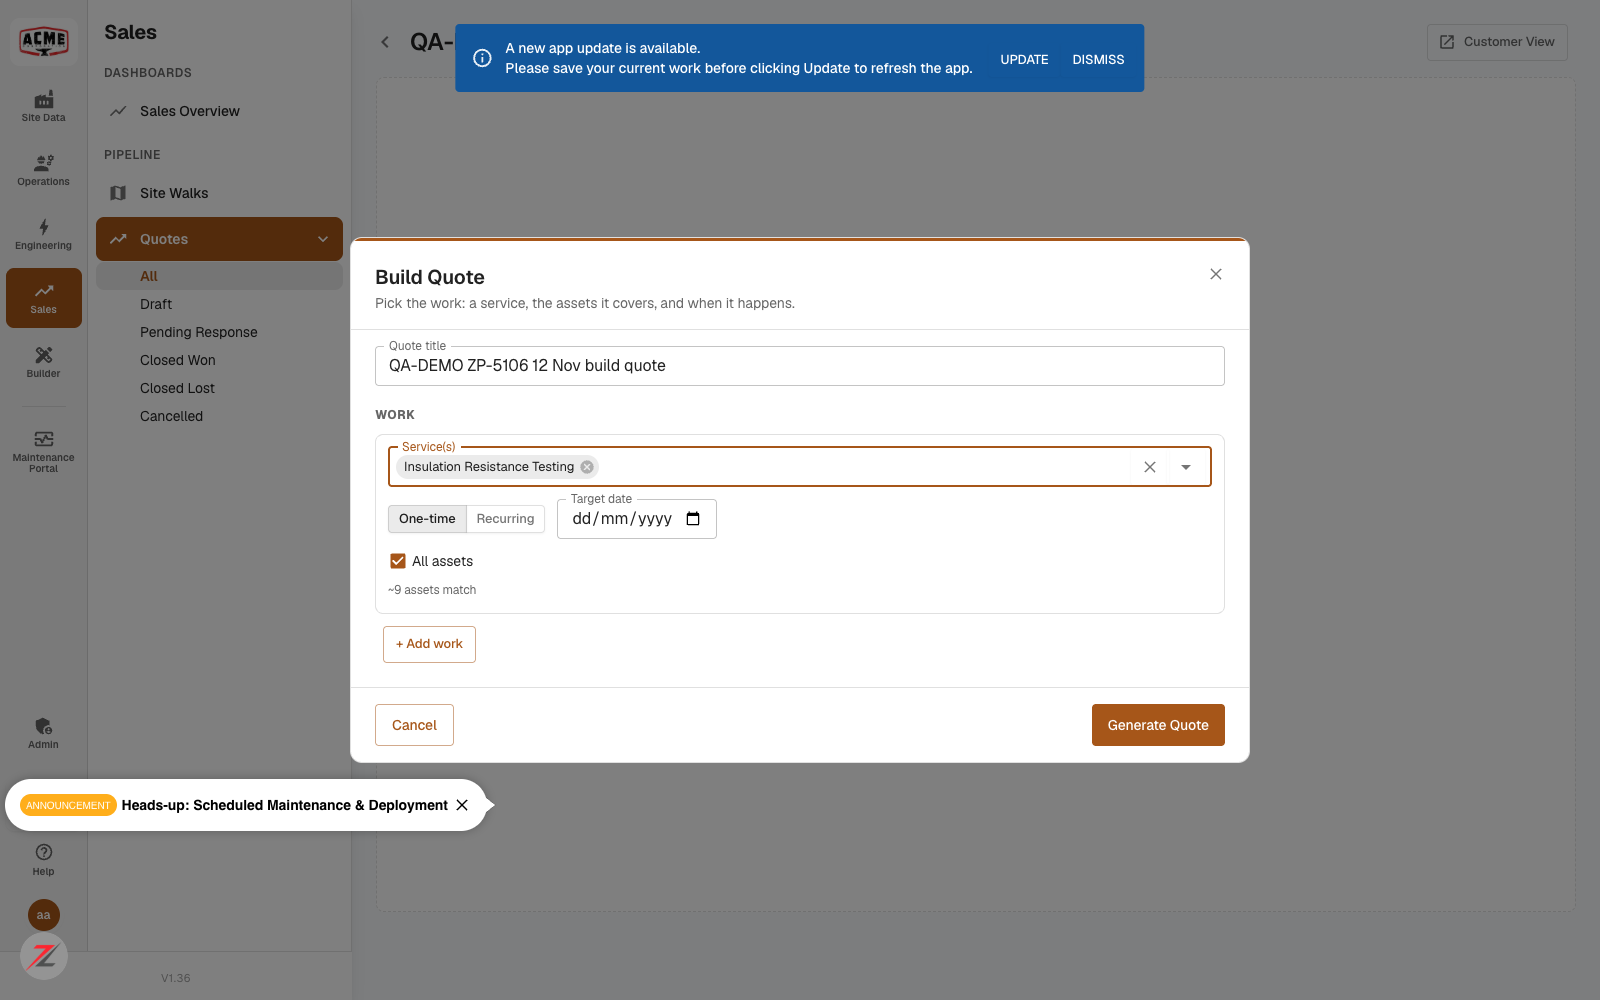 ACME
Site Data
Operations
Engineering
Sales
Builder
Maintenance
Portal
Admin
Help
aa
Sales
DASHBOARDS
Sales Overview
PIPELINE
Site Walks
Quotes
All
Draft
Pending Response
Closed Won
Closed Lost
Cancelled
V1.36
QA-
Customer View
A new app update is available.
Please save your current work before clicking Update to refresh the app.
UPDATE
DISMISS
Build Quote
Pick the work: a service, the assets it covers, and when it happens.
Quote title
QA-DEMO ZP-5106 12 Nov build quote
WORK
Service(s)
Insulation Resistance Testing
One-time
Recurring
Target date
dd/mm/yyyy
All assets
~9 assets match
+ Add work
Cancel
Generate Quote
ANNOUNCEMENT Heads-up: Scheduled Maintenance & Deployment